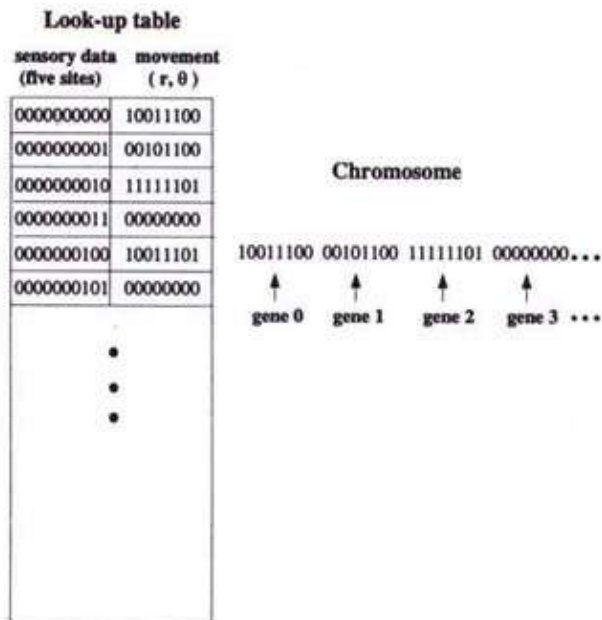 Look-up table
sensory data movement
(five sites) ( r, θ )
0000000000 10011100
0000000001 00101100
0000000010 11111101
0000000011 00000000
0000000100 10011101
0000000101 00000000
Chromosome
10011100 00101100 11111101 00000000...
gene 0 gene 1 gene 2 gene 3 ...